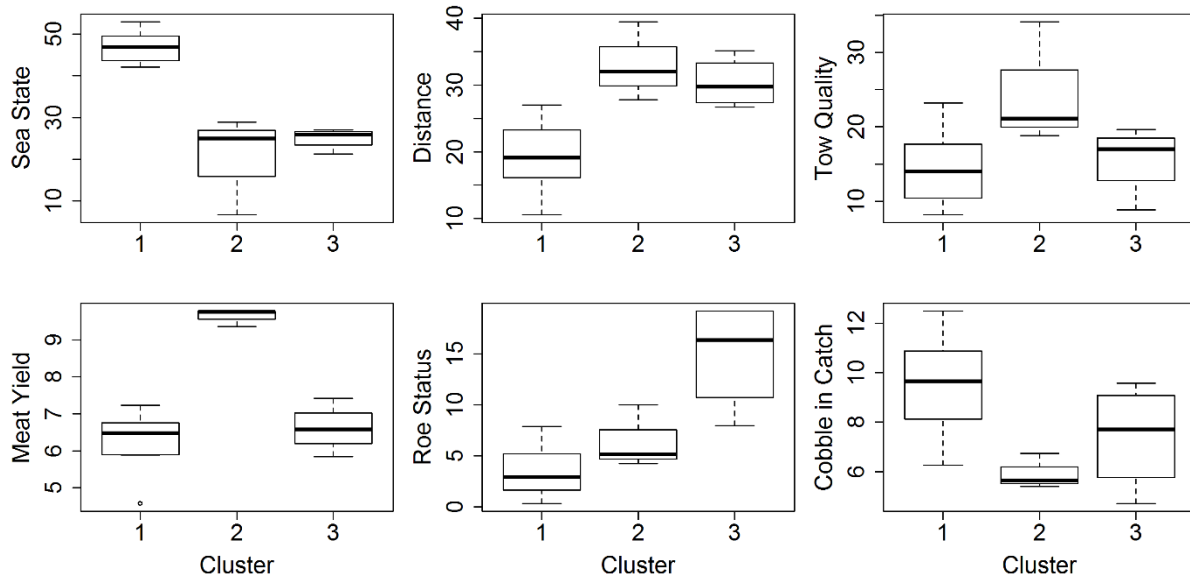 Sea State
50
30
10
1 2 3
Distance
40
30
20
10
1 2 3
Tow Quality
30
20
10
1 2 3
Meat Yield
9
8
7
6
5
1 2 3
Cluster
Roe Status
15
10
5
0
1 2 3
Cluster
Cobble in Catch
12
10
8
6
1 2 3
Cluster